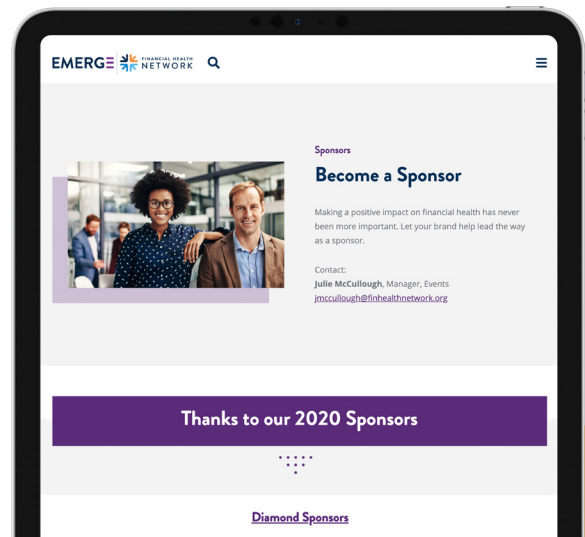 EMERGE FINANCIAL HEALTH
NETWORK
Sponsors
Become a Sponsor
Making a positive impact on financial health has never
been more important. Let your brand help lead the way
as a sponsor.
Contact:
Julie McCullough, Manager, Events
jmccullough@finhealthnetwork.org
Thanks to our 2020 Sponsors
Diamond Sponsors